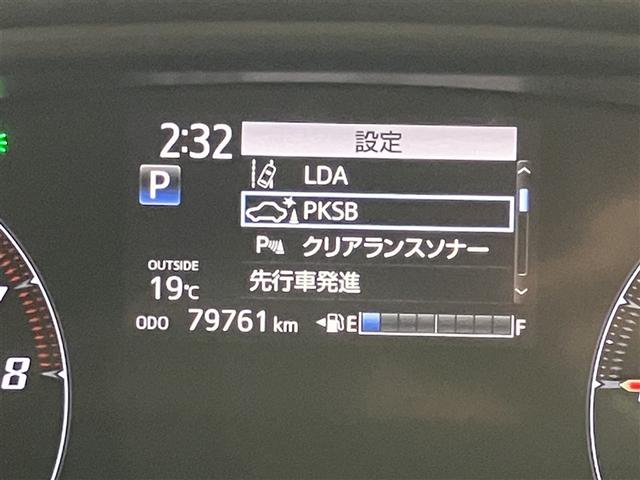 2:32 設定
LDA
P PKSB
P クリアランスソナー
OUTSIDE 先行車発進
19℃
ODO 79761 km E F
8